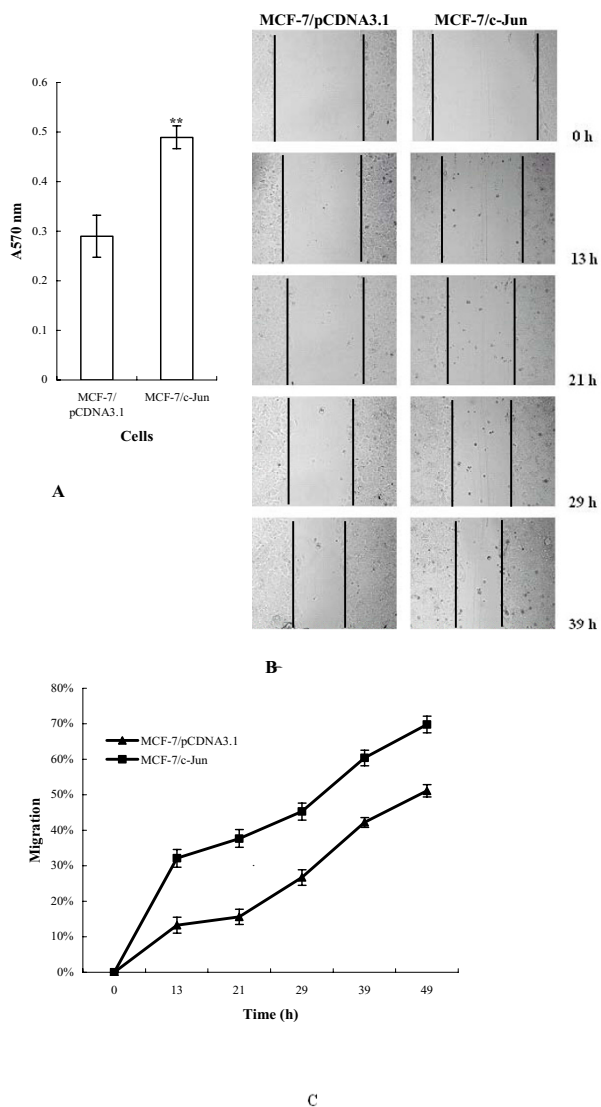 MCF-7/pCDNA3.1 MCF-7/c-Jun
0.6
0.5
0.4
0.3
0.2
0.1
0
A570 nm
**
MCF-7/
pCDNA3.1
MCF-7/c-Jun
Cells
A
0 h
13 h
21 h
29 h
39 h
B
80%
70%
60%
50%
40%
30%
20%
10%
0%
Migration
MCF-7/pCDNA3.1
MCF-7/c-Jun
0 13 21 29 39 49
Time (h)
C